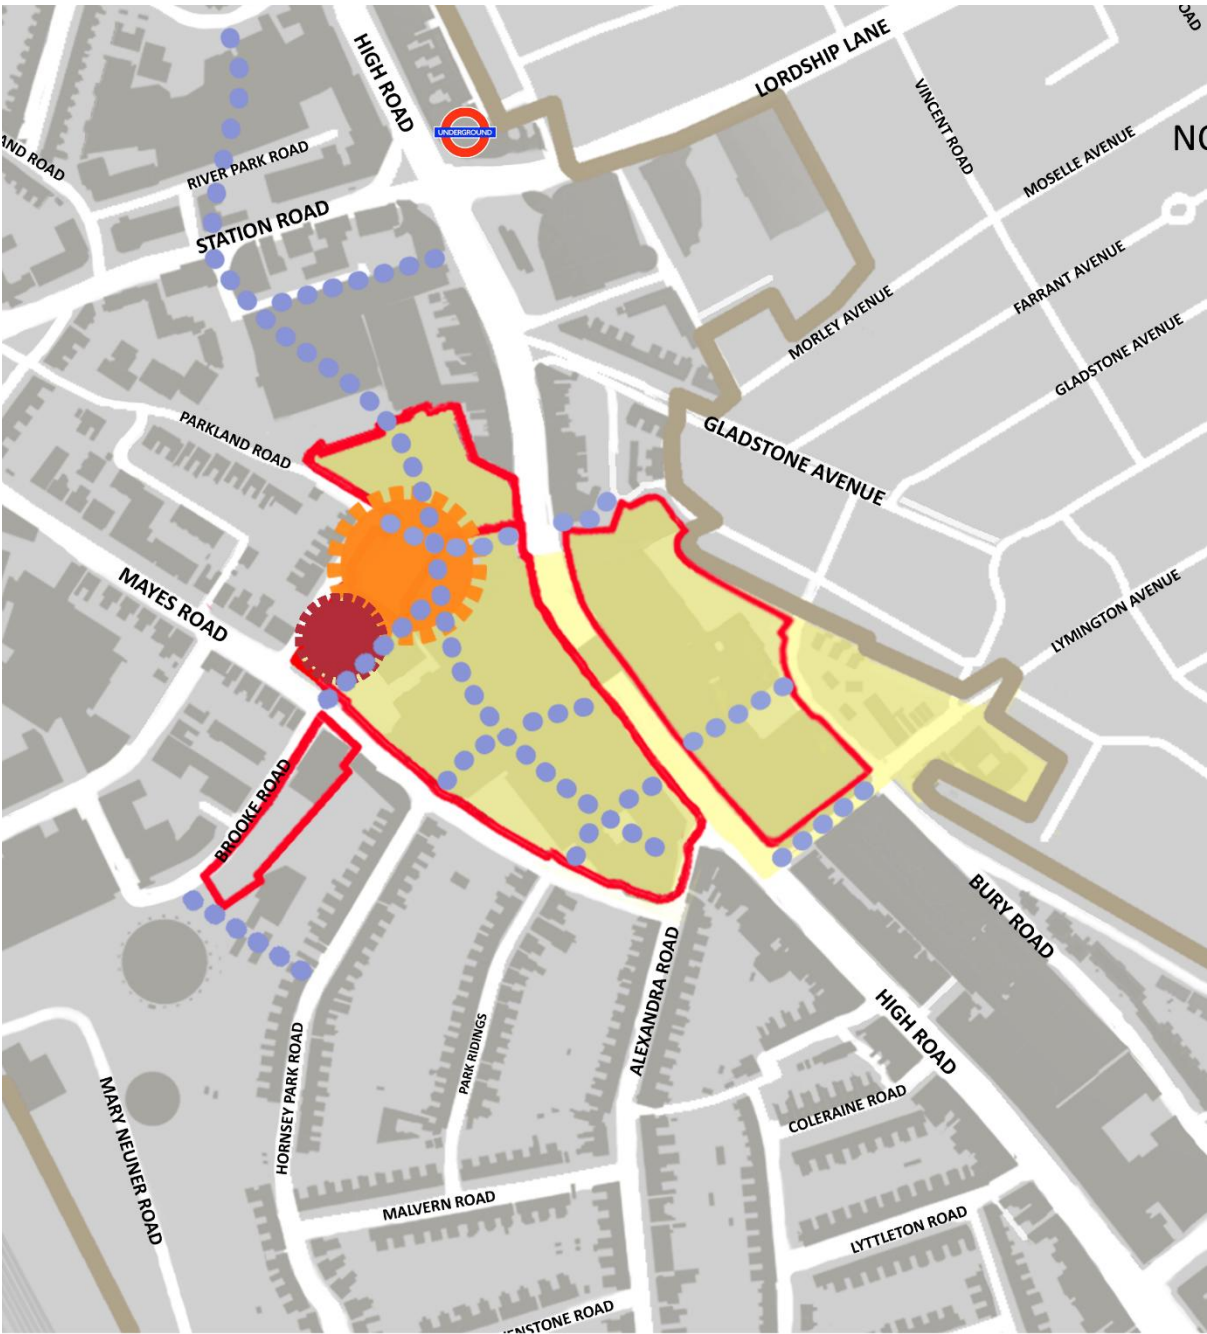 HIGH ROAD
LORDSHIP LANE
UNDERGROUND
VINCENT ROAD
MOSELLE AVENUE
RIVER PARK ROAD
STATION ROAD
FARRANT AVENUE
MORLEY AVENUE
GLADSTONE AVENUE
PARKLAND ROAD
GLADSTONE AVENUE
MAYES ROAD
LYMINGTON AVENUE
BROOKE ROAD
BURY ROAD
ALEXANDRA ROAD
HIGH ROAD
PARK RIDINGS
HORNSEY PARK ROAD
MARY NEUNER ROAD
COLERAINE ROAD
MALVERN ROAD
LYTTLETON ROAD